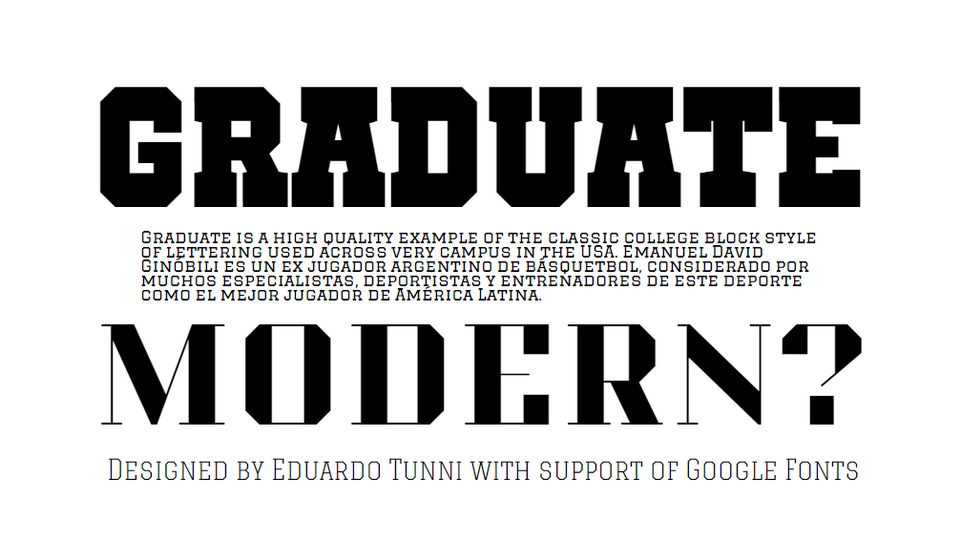 GRADUATE
Graduate is a high quality example of the classic college block style
of lettering used across very campus in the USA. Emanuel David
Ginóbili es un ex jugador argentino de básquetbol, considerado por
muchos especialistas, deportistas y entrenadores de este deporte
como el mejor jugador de América Latina.
MODERN?
Designed by Eduardo Tunni with support of Google Fonts